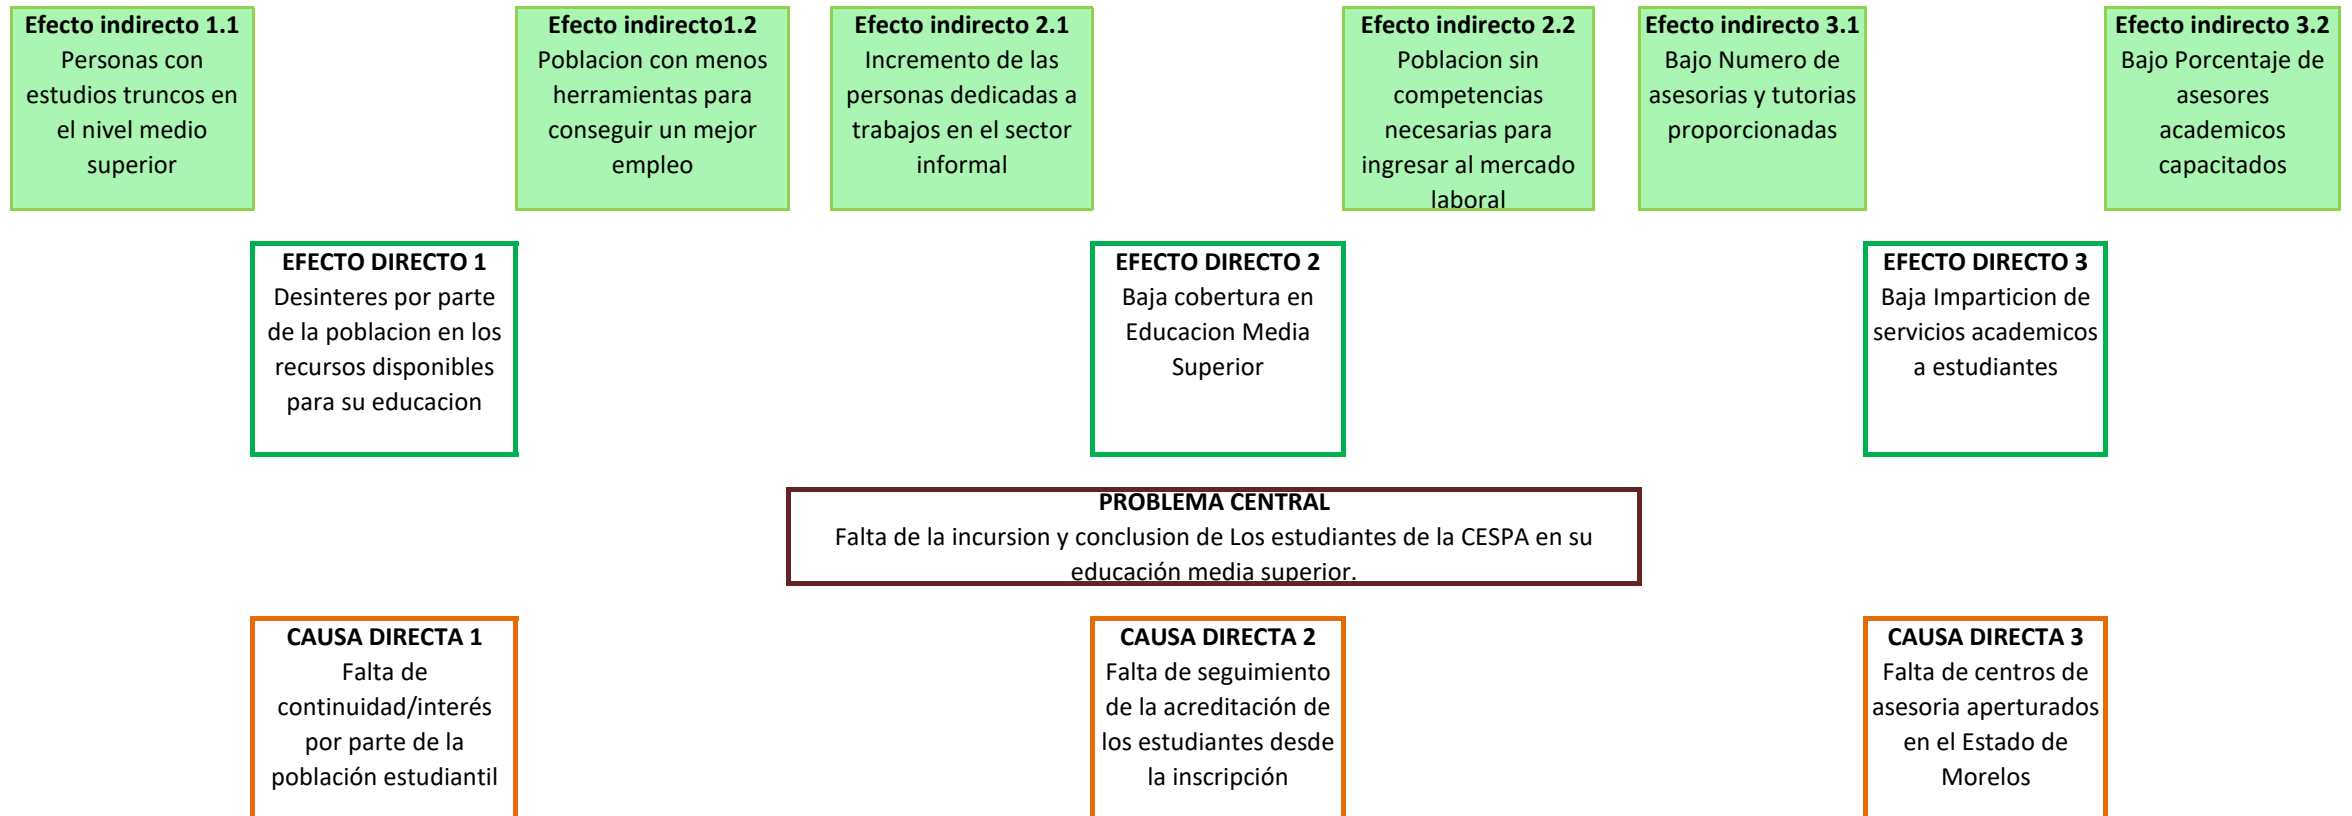 Efecto indirecto 1.1
Personas con
estudios truncos en
el nivel medio
superior
Efecto indirecto1.2
Poblacion con menos
herramientas para
conseguir un mejor
empleo
Efecto indirecto 2.1
Incremento de las
personas dedicadas a
trabajos en el sector
informal
Efecto indirecto 2.2
Poblacion sin
competencias
necesarias para
ingresar al mercado
laboral
Efecto indirecto 3.1
Bajo Numero de
asesorias y tutorias
proporcionadas
Efecto indirecto 3.2
Bajo Porcentaje de
asesores
academicos
capacitados
EFECTO DIRECTO 1
Desinteres por parte
de la poblacion en los
recursos disponibles
para su educacion
EFECTO DIRECTO 2
Baja cobertura en
Educacion Media
Superior
EFECTO DIRECTO 3
Baja Imparticion de
servicios academicos
a estudiantes
PROBLEMA CENTRAL
Falta de la incursion y conclusion de Los estudiantes de la CESPA en su
educación media superior.
CAUSA DIRECTA 1
Falta de
continuidad/interés
por parte de la
población estudiantil
CAUSA DIRECTA 2
Falta de seguimiento
de la acreditación de
los estudiantes desde
la inscripción
CAUSA DIRECTA 3
Falta de centros de
asesoria aperturados
en el Estado de
Morelos